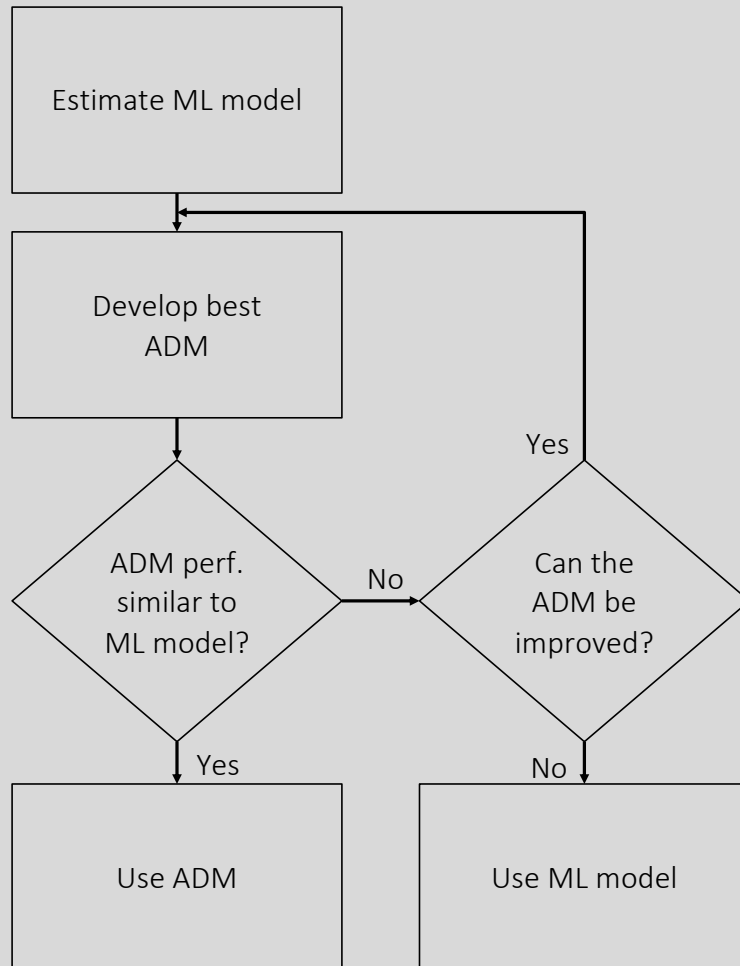 Estimate ML model
Develop best
ADM
Yes
ADM perf.
similar to
ML model?
No
Can the
ADM be
improved?
Yes
No
Use ADM
Use ML model